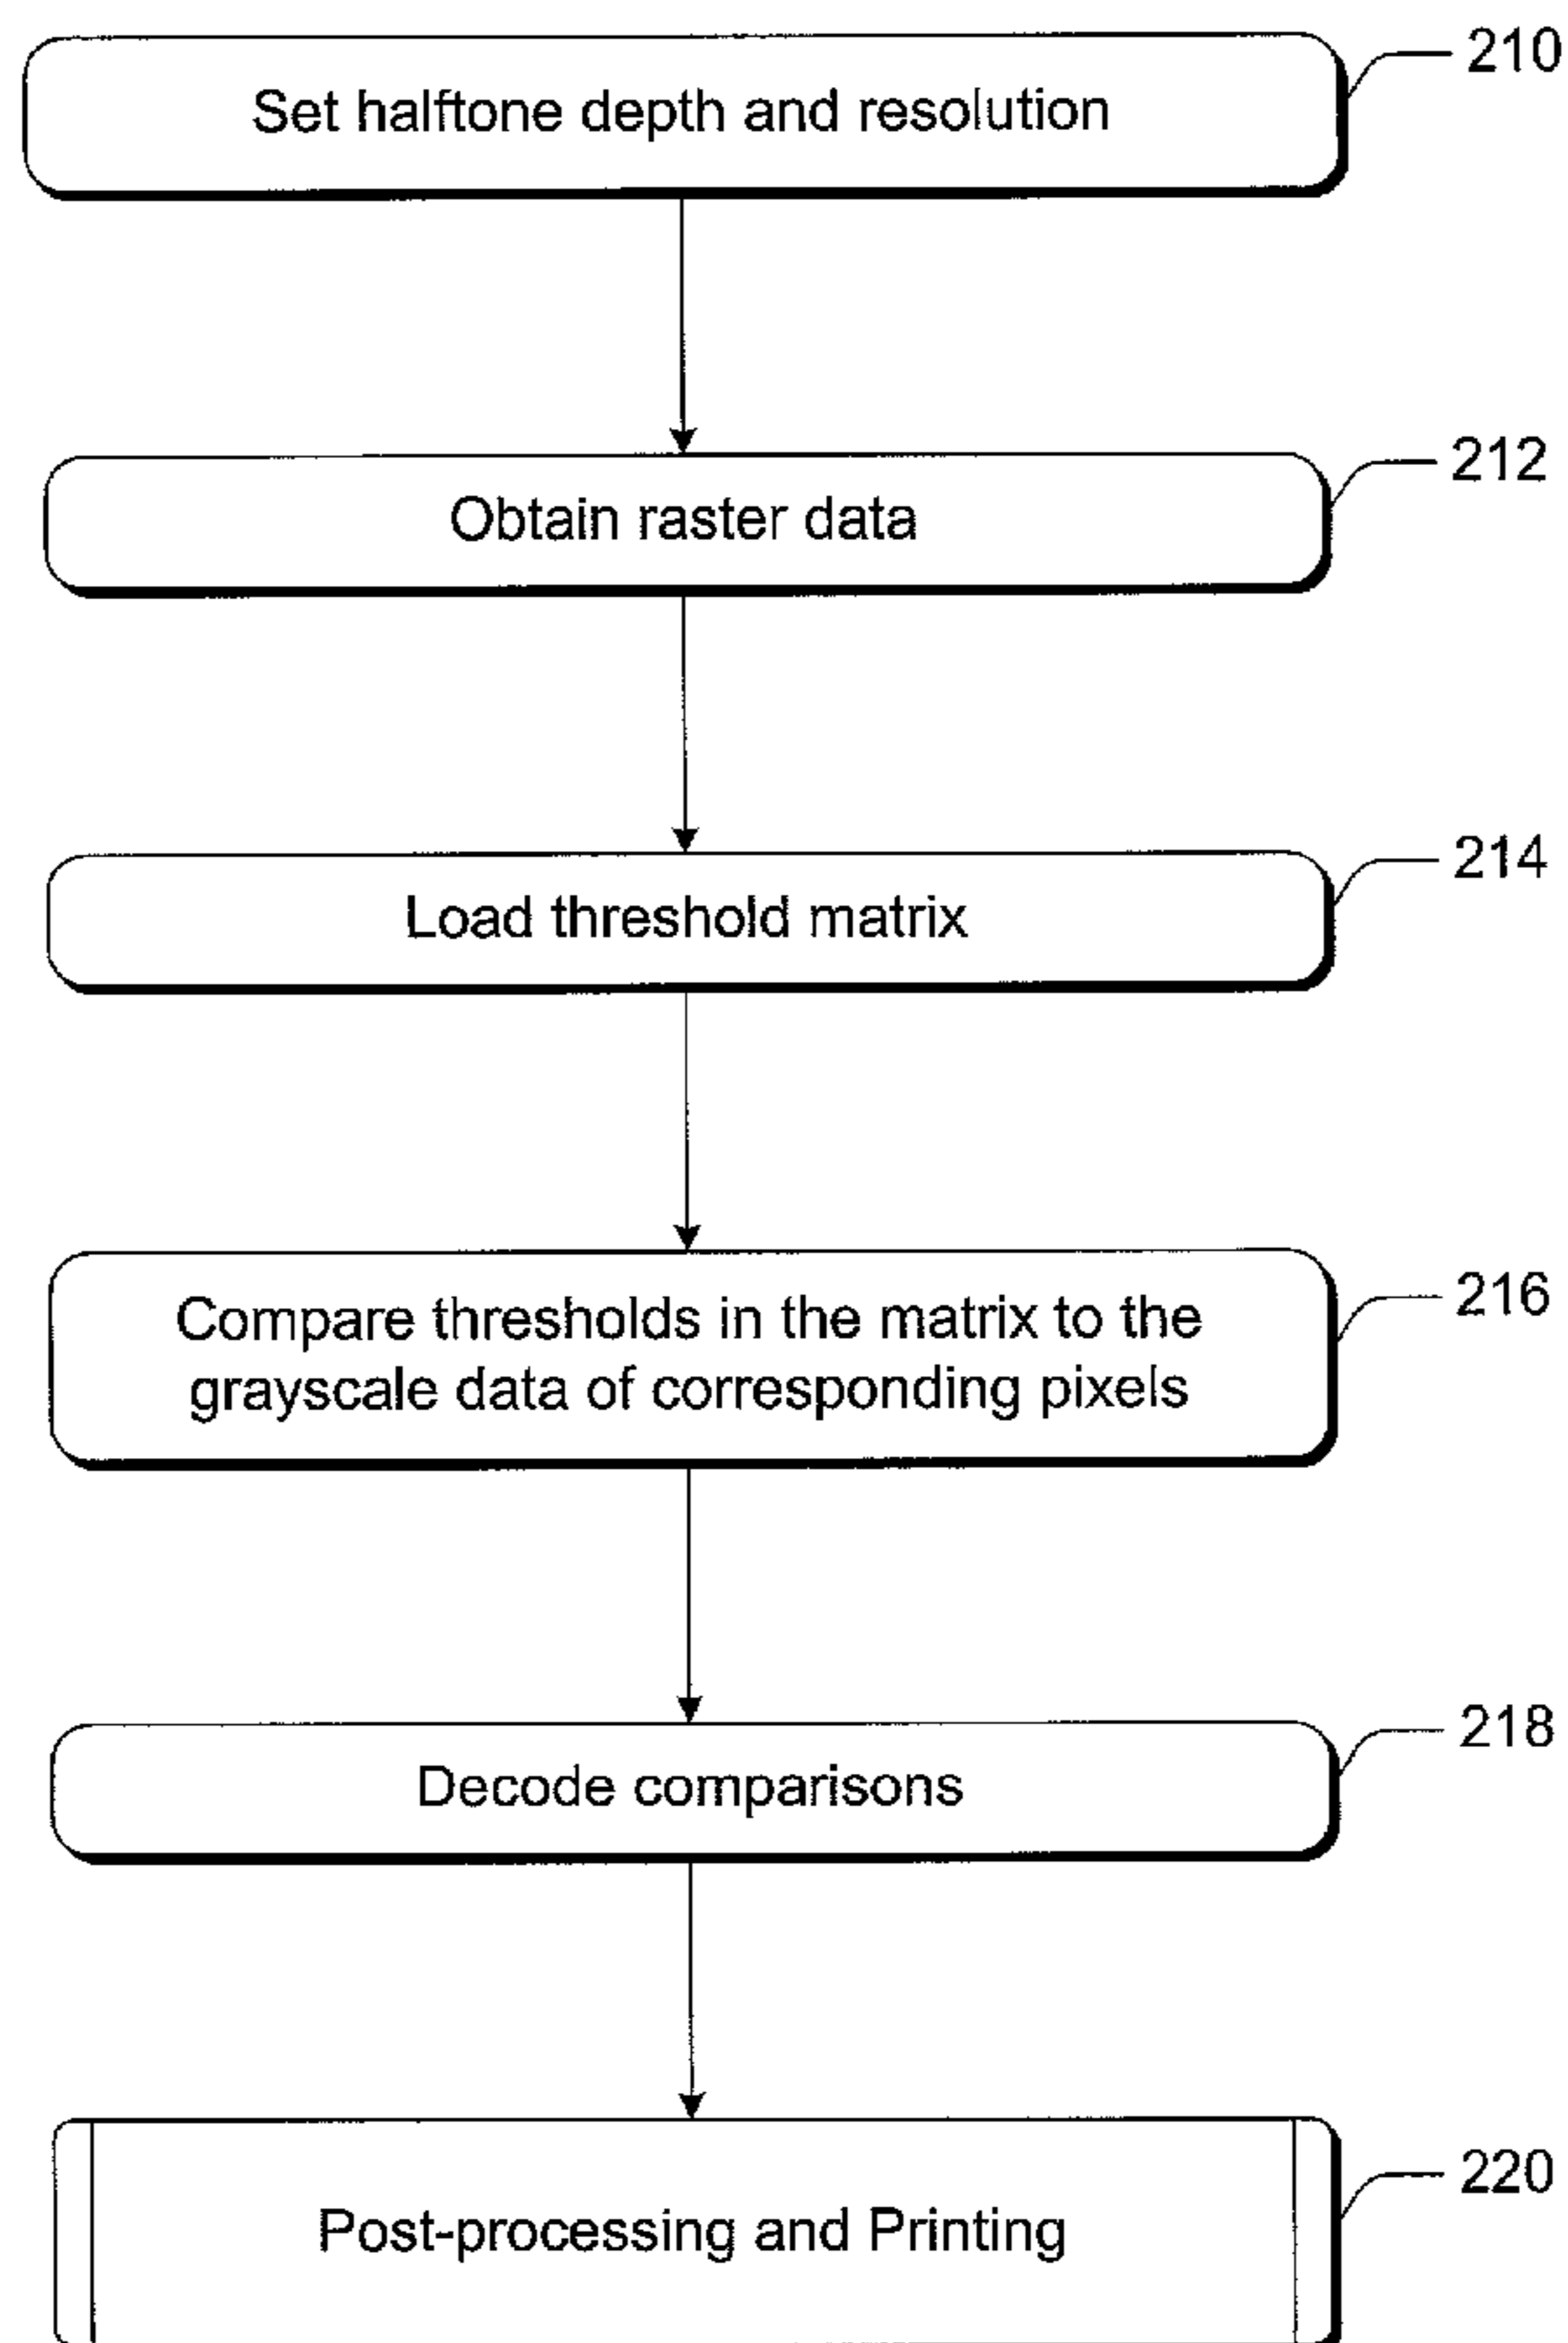 210
Set halftone depth and resolution
212
Obtain raster data
214
Load threshold matrix
216
Compare thresholds in the matrix to the
grayscale data of corresponding pixels
218
Decode comparisons
220
Post-processing and Printing